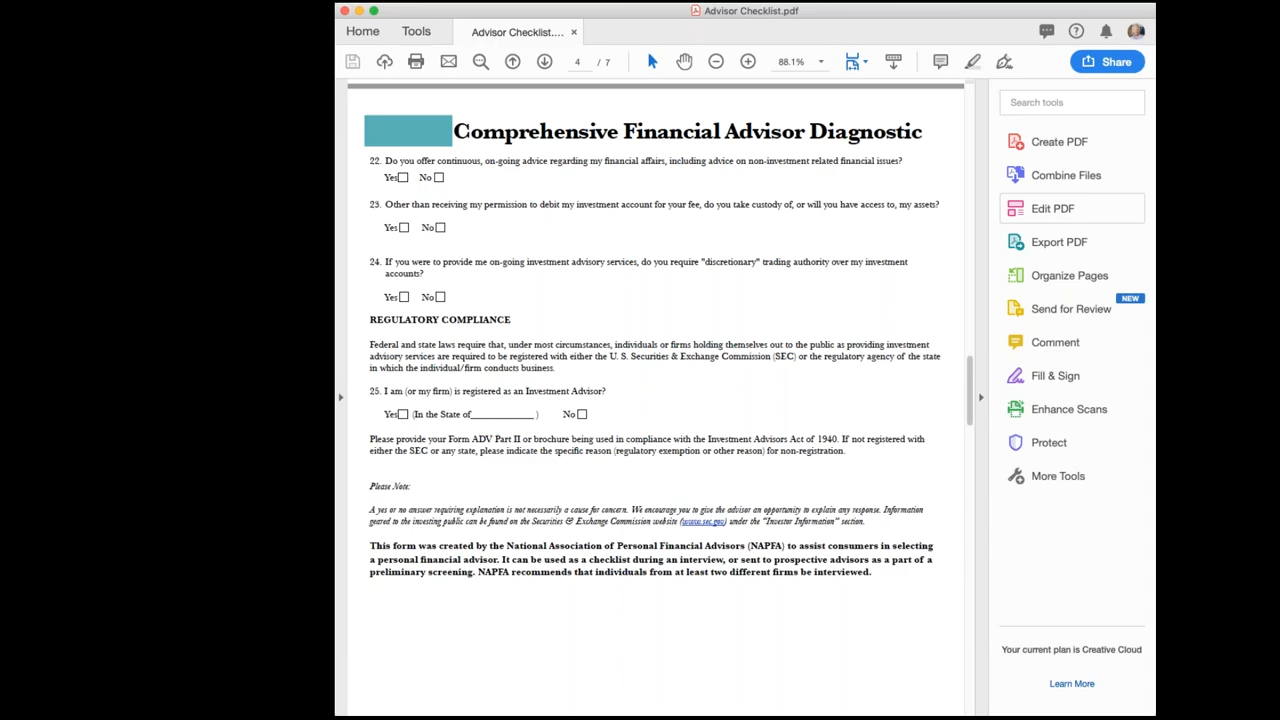 Advisor Checklist.pdf
Home Tools Advisor Checklist.... ×
4 / 7 88.1% Share
Comprehensive Financial Advisor Diagnostic
22. Do you offer continuous, on-going advice regarding my financial affairs, including advice on non-investment related financial issues?
Yes No
23. Other than receiving my permission to debit my investment account for your fee, do you take custody of, or will you have access to, my assets?
Yes No
24. If you were to provide me on-going investment advisory services, do you require "discretionary" trading authority over my investment
accounts?
Yes No
REGULATORY COMPLIANCE
Federal and state laws require that, under most circumstances, individuals or firms holding themselves out to the public as providing investment
advisory services are required to be registered with either the U. S. Securities & Exchange Commission (SEC) or the regulatory agency of the state
in which the individual/firm conducts business.
25. I am (or my firm) is registered as an Investment Advisor?
Yes (In the State of_____________ ) No
Please provide your Form ADV Part II or brochure being used in compliance with the Investment Advisors Act of 1940. If not registered with
either the SEC or any state, please indicate the specific reason (regulatory exemption or other reason) for non-registration.
Please Note:
A yes or no answer requiring explanation is not necessarily a cause for concern. We encourage you to give the advisor an opportunity to explain any response. Information
geared to the investing public can be found on the Securities & Exchange Commission website (www.sec.gov) under the "Investor Information" section.
This form was created by the National Association of Personal Financial Advisors (NAPFA) to assist consumers in selecting
a personal financial advisor. It can be used as a checklist during an interview, or sent to prospective advisors as a part of a
preliminary screening. NAPFA recommends that individuals from at least two different firms be interviewed.
Search tools
Create PDF
Combine Files
Edit PDF
Export PDF
Organize Pages
NEW
Send for Review
Comment
Fill & Sign
Enhance Scans
Protect
More Tools
Your current plan is Creative Cloud
Learn More